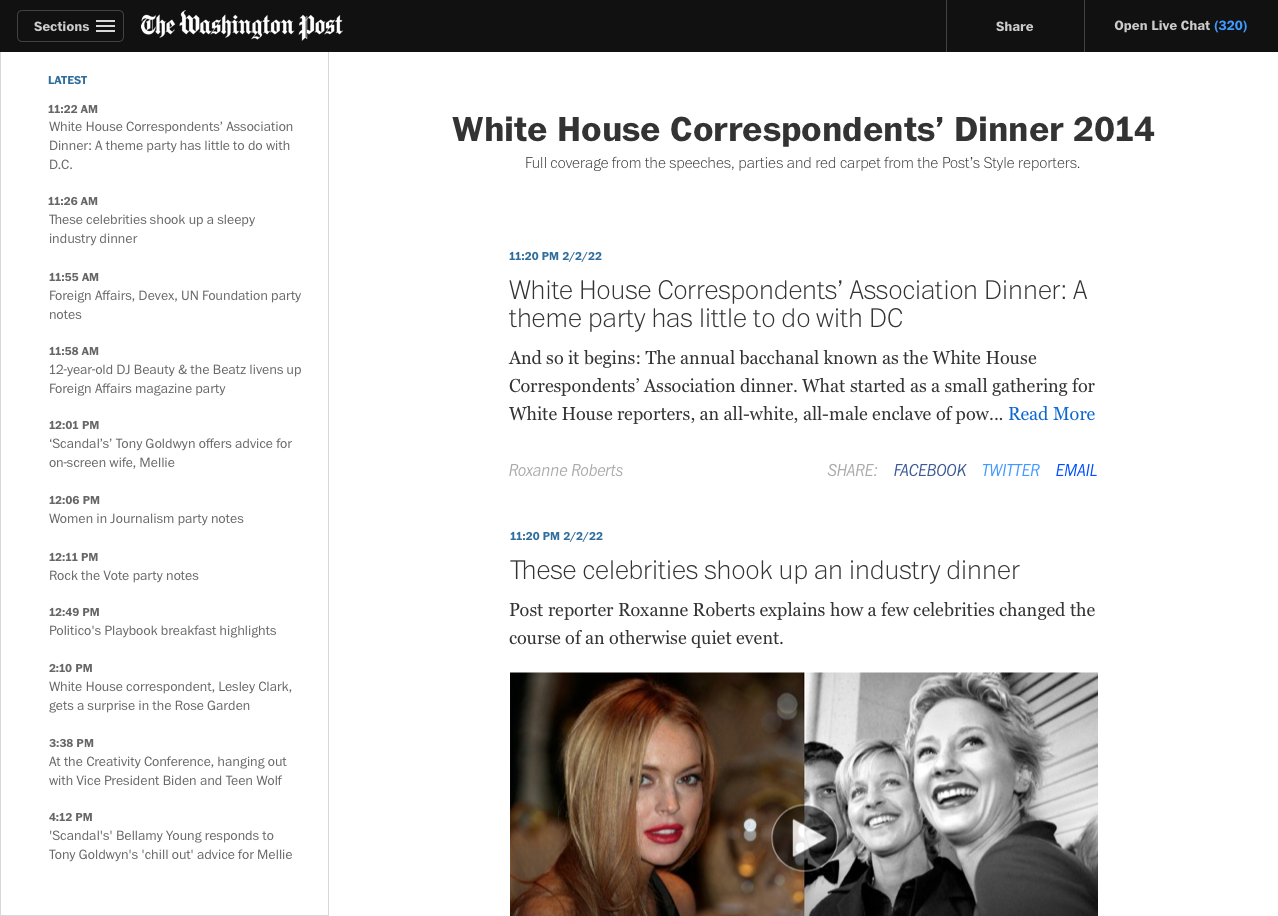 Sections
The Washington Post
Share
Open Live Chat (320)
LATEST
11:22 AM
White House Correspondents’ Association
Dinner: A theme party has little to do with
D.C.
11:26 AM
These celebrities shook up a sleepy
industry dinner
11:55 AM
Foreign Affairs, Devex, UN Foundation party
notes
11:58 AM
12-year-old DJ Beauty & the Beatz livens up
Foreign Affairs magazine party
12:01 PM
‘Scandal’s’ Tony Goldwyn offers advice for
on-screen wife, Mellie
12:06 PM
Women in Journalism party notes
12:11 PM
Rock the Vote party notes
12:49 PM
Politico's Playbook breakfast highlights
2:10 PM
White House correspondent, Lesley Clark,
gets a surprise in the Rose Garden
3:38 PM
At the Creativity Conference, hanging out
with Vice President Biden and Teen Wolf
4:12 PM
'Scandal's' Bellamy Young responds to
Tony Goldwyn's 'chill out' advice for Mellie
White House Correspondents’ Dinner 2014
Full coverage from the speeches, parties and red carpet from the Post’s Style reporters.
11:20 PM 2/2/22
White House Correspondents’ Association Dinner: A
theme party has little to do with DC
And so it begins: The annual bacchanal known as the White House
Correspondents’ Association dinner. What started as a small gathering for
White House reporters, an all-white, all-male enclave of pow... Read More
Roxanne Roberts
SHARE: FACEBOOK TWITTER EMAIL
11:20 PM 2/2/22
These celebrities shook up an industry dinner
Post reporter Roxanne Roberts explains how a few celebrities changed the
course of an otherwise quiet event.